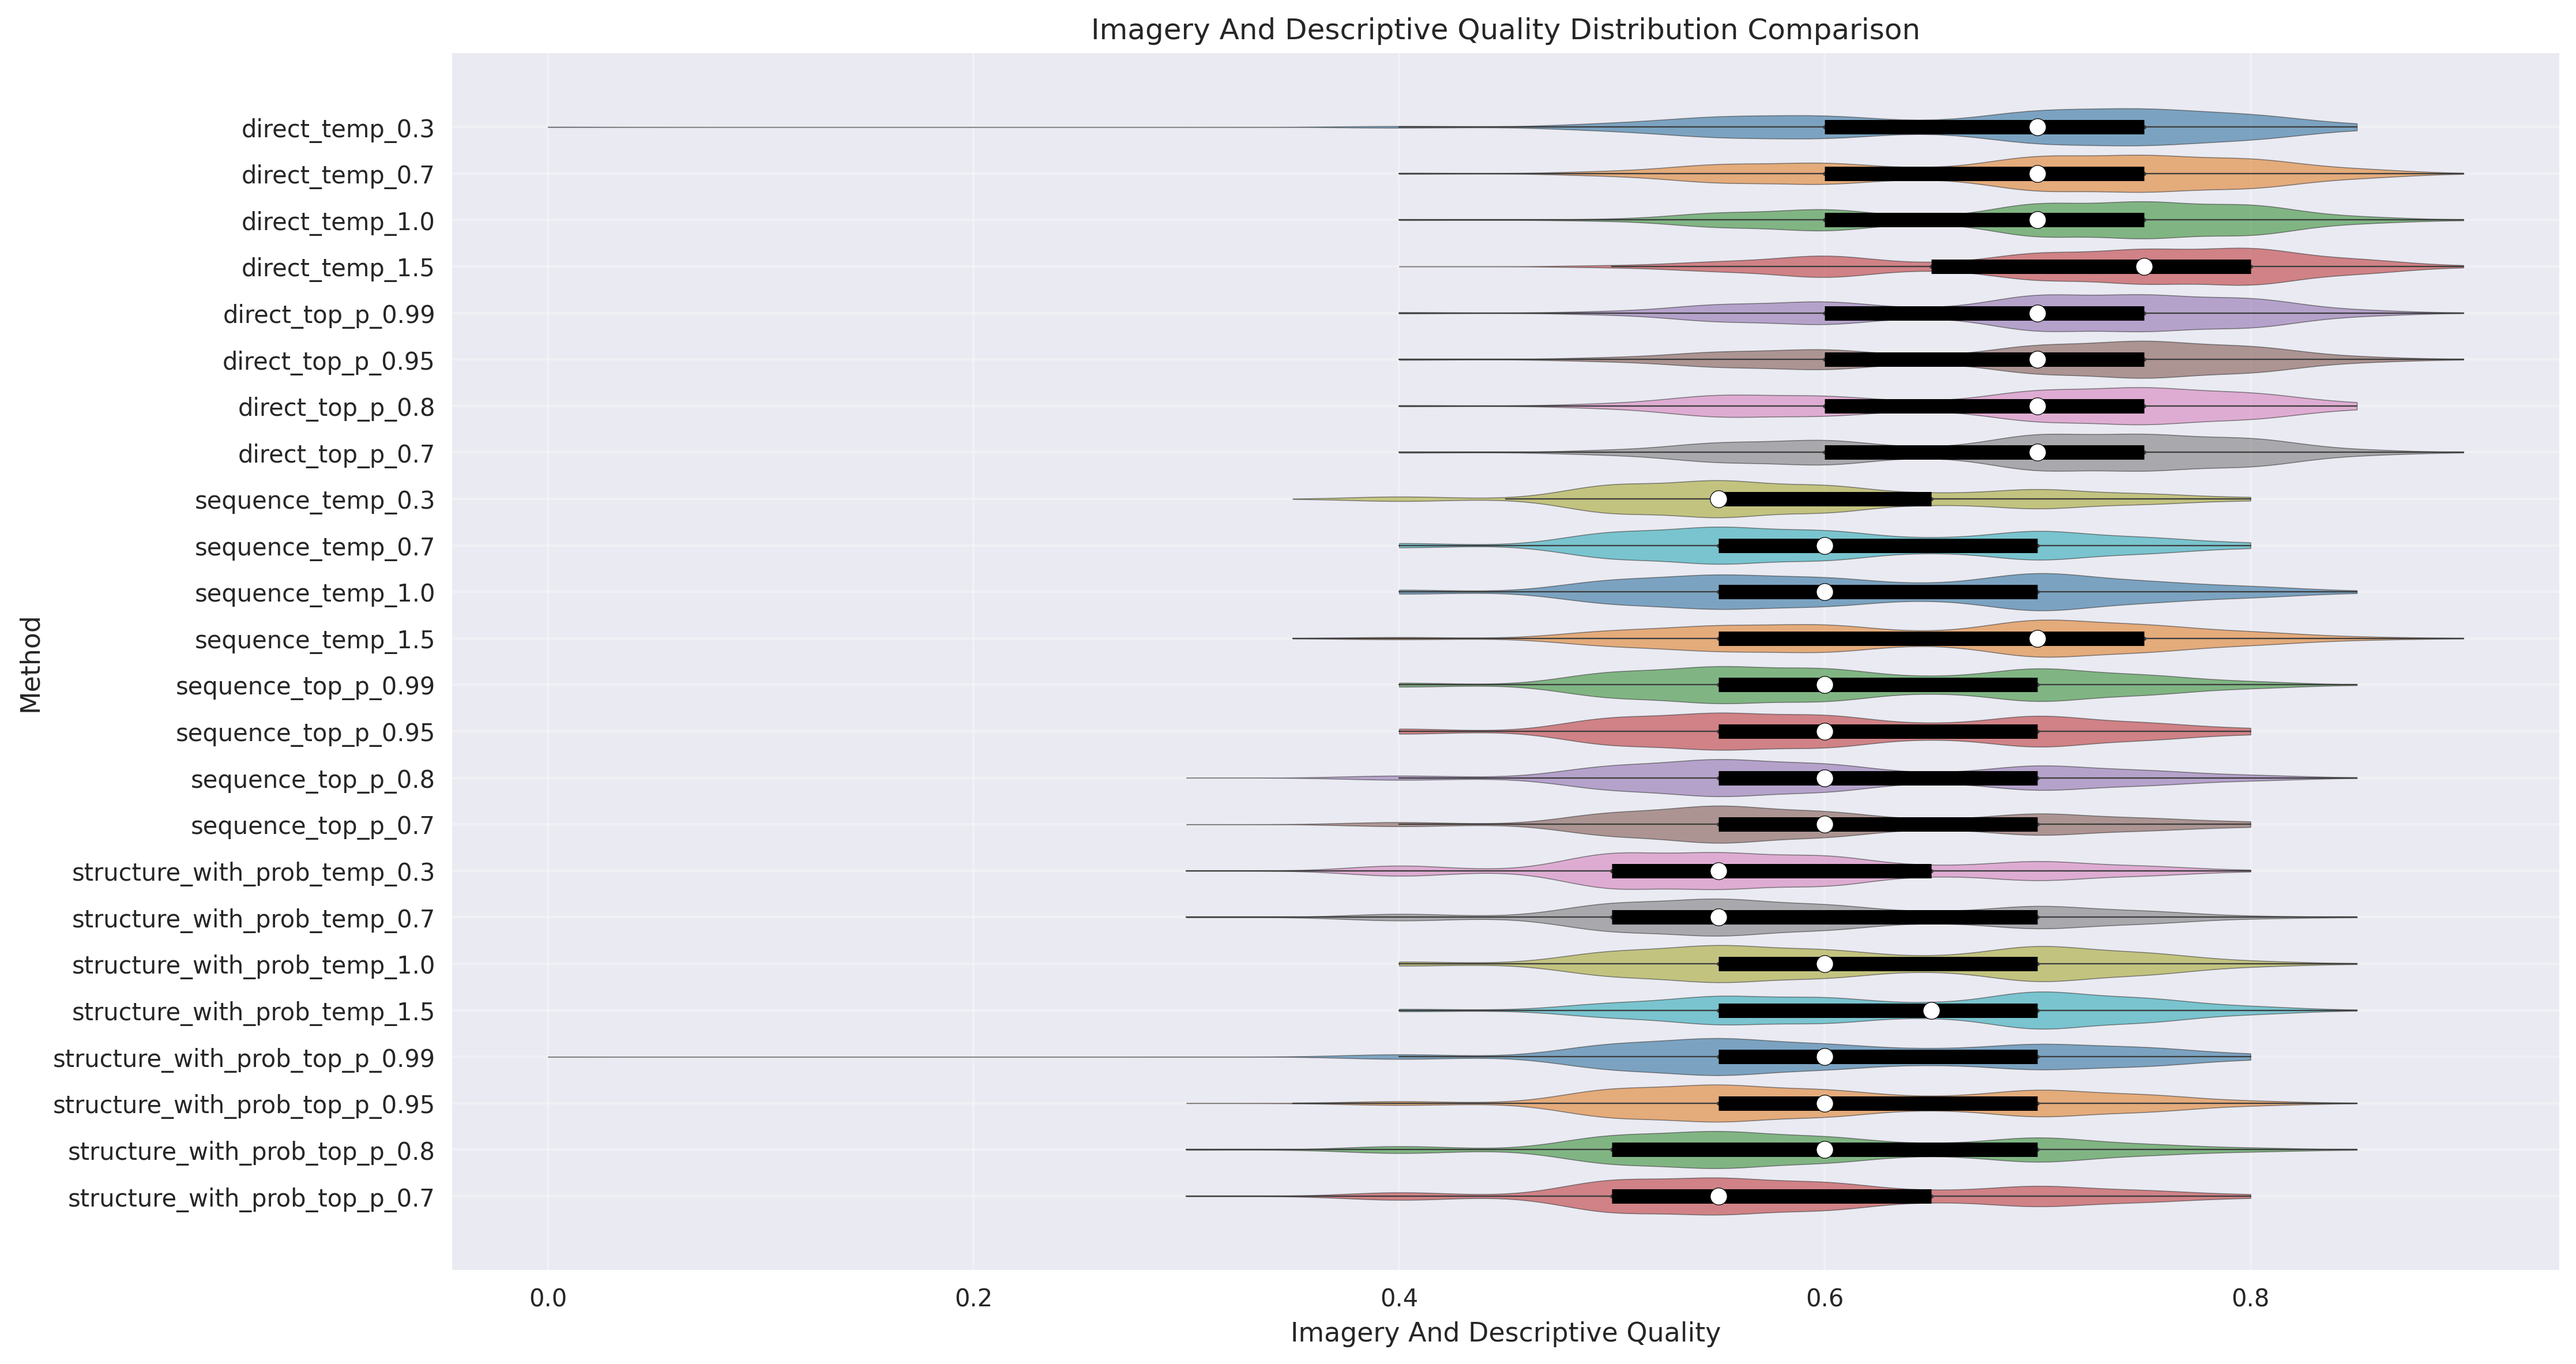 Imagery And Descriptive Quality Distribution Comparison
direct_temp_0.3
direct_temp_0.7
direct_temp_1.0
direct_temp_1.5
direct_top_p_0.99
direct_top_p_0.95
direct_top_p_0.8
direct_top_p_0.7
sequence_temp_0.3
sequence_temp_0.7
sequence_temp_1.0
sequence_temp_1.5
sequence_top_p_0.99
sequence_top_p_0.95
sequence_top_p_0.8
sequence_top_p_0.7
structure_with_prob_temp_0.3
structure_with_prob_temp_0.7
structure_with_prob_temp_1.0
structure_with_prob_temp_1.5
structure_with_prob_top_p_0.99
structure_with_prob_top_p_0.95
structure_with_prob_top_p_0.8
structure_with_prob_top_p_0.7
Method
0.0 0.2 0.4 0.6 0.8
Imagery And Descriptive Quality